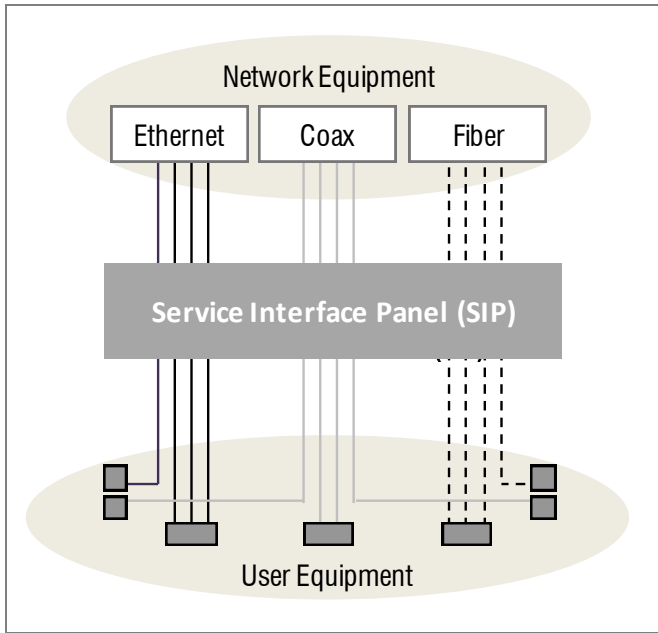 Network Equipment
Ethernet
Coax
Fiber
Service Interface Panel (SIP)
User Equipment